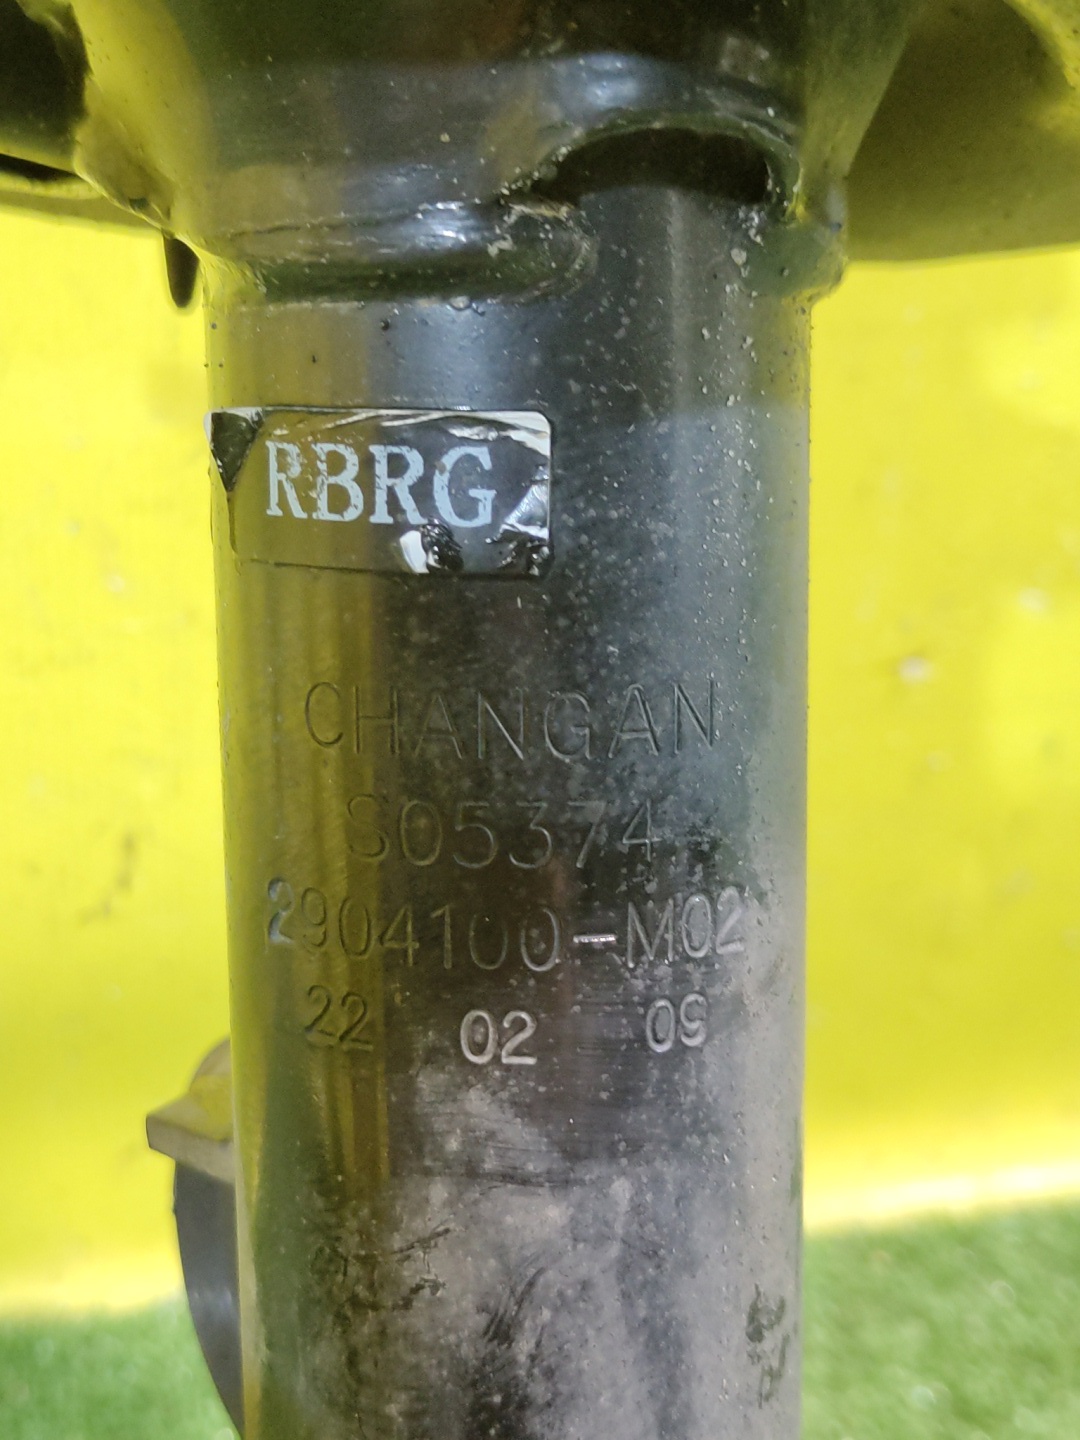 RBRG
CHANGAN
S05374
2904100-M02
22 02 09